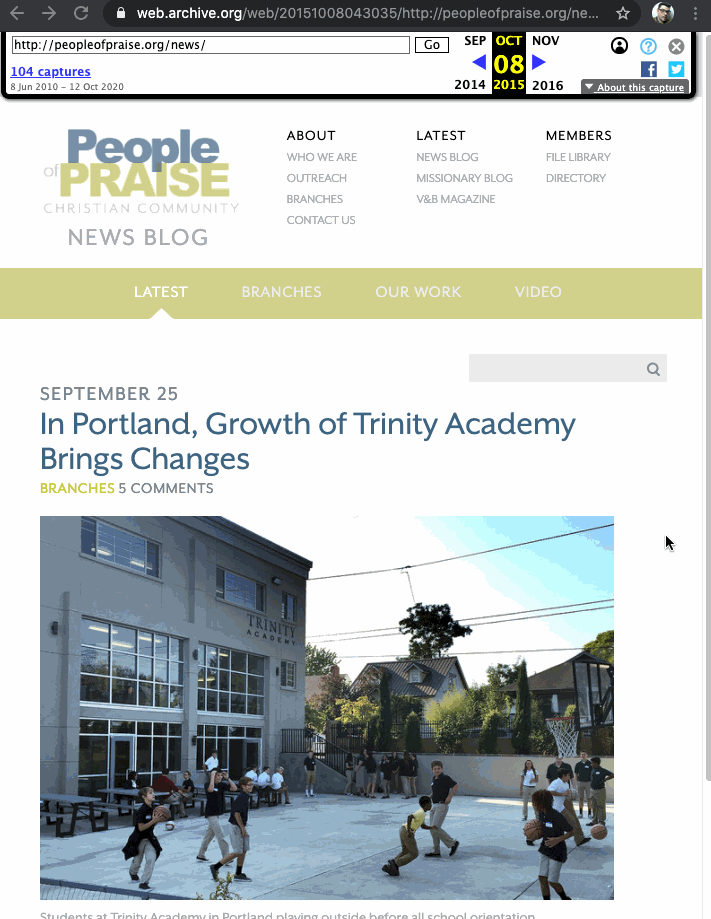 web.archive.org/web/20151008043035/http://peopleofpraise.org/ne...
http://peopleofpraise.org/news/
Go
SEP OCT NOV
104 captures
08
8 Jun 2010 – 12 Oct 2020
2014 2015 2016
About this capture
People
of PRAISE
CHRISTIAN COMMUNITY
NEWS BLOG
ABOUT
WHO WE ARE
OUTREACH
BRANCHES
CONTACT US
LATEST
NEWS BLOG
MISSIONARY BLOG
V&B MAGAZINE
MEMBERS
FILE LIBRARY
DIRECTORY
LATEST BRANCHES OUR WORK VIDEO
SEPTEMBER 25
In Portland, Growth of Trinity Academy
Brings Changes
BRANCHES 5 COMMENTS
TRINITY
ACADEMY
Students at Trinity Academy in Portland playing outside before all school orientation